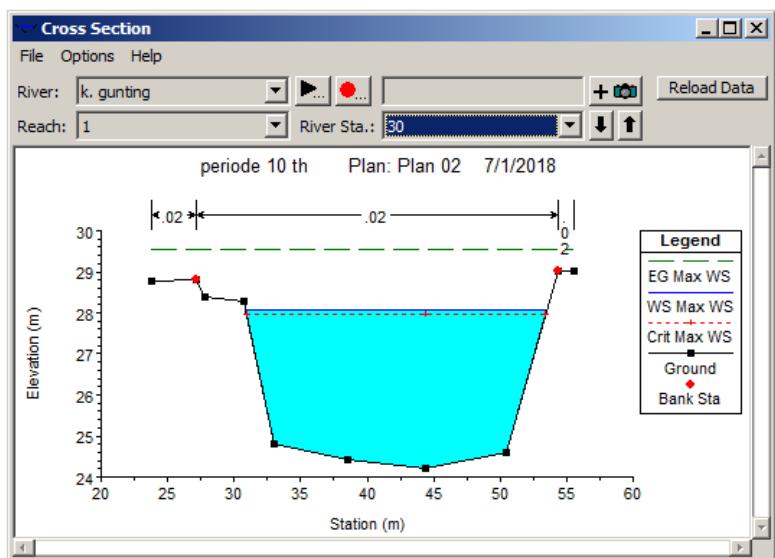 Cross Section
File Options Help
River: k. gunting ... ... + Reload Data
Reach: 1 River Sta.: 30
periode 10 th Plan: Plan 02 7/1/2018
.02 .02 .02
Elevation (m)
30
29
28
27
26
25
24
20 25 30 35 40 45 50 55 60
Station (m)
Legend
EG Max WS
WS Max WS
Crit Max WS
Ground
Bank Sta